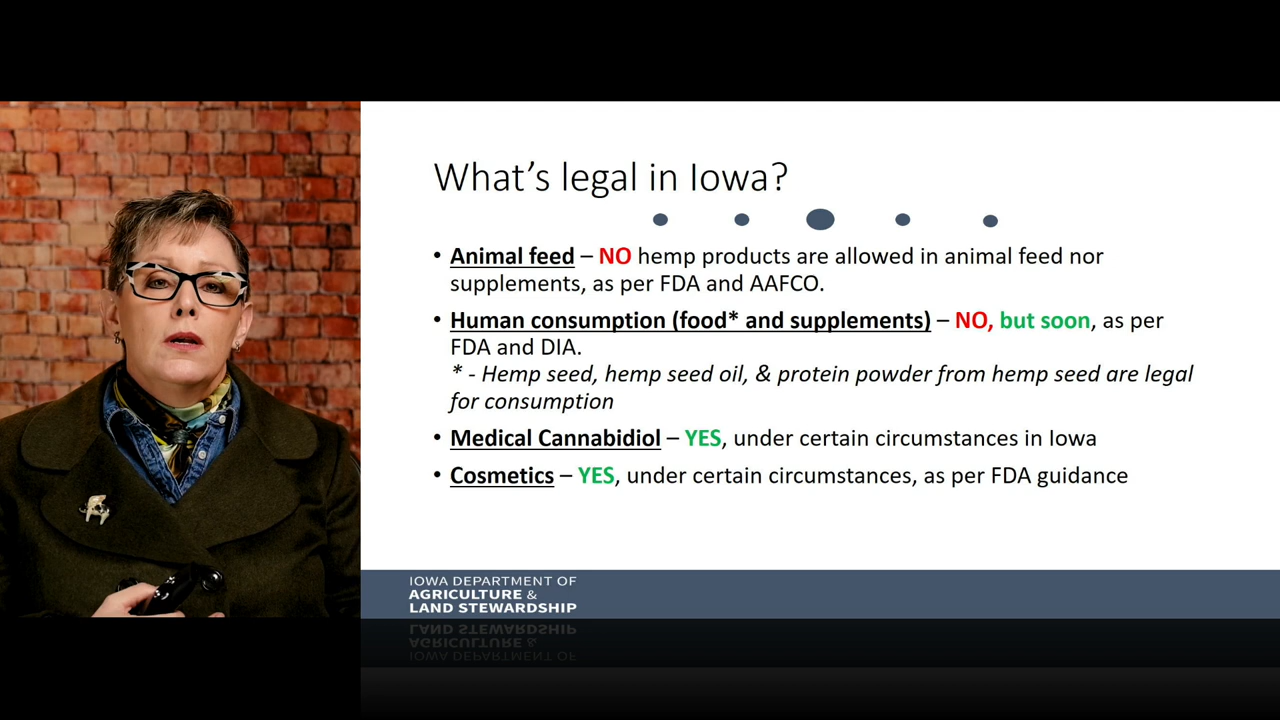 What's legal in Iowa?
• Animal feed – NO hemp products are allowed in animal feed nor
supplements, as per FDA and AAFCO.
• Human consumption (food* and supplements) – NO, but soon, as per
FDA and DIA.
* - Hemp seed, hemp seed oil, & protein powder from hemp seed are legal
for consumption
• Medical Cannabidiol – YES, under certain circumstances in Iowa
• Cosmetics – YES, under certain circumstances, as per FDA guidance
IOWA DEPARTMENT OF
AGRICULTURE &
LAND STEWARDSHIP